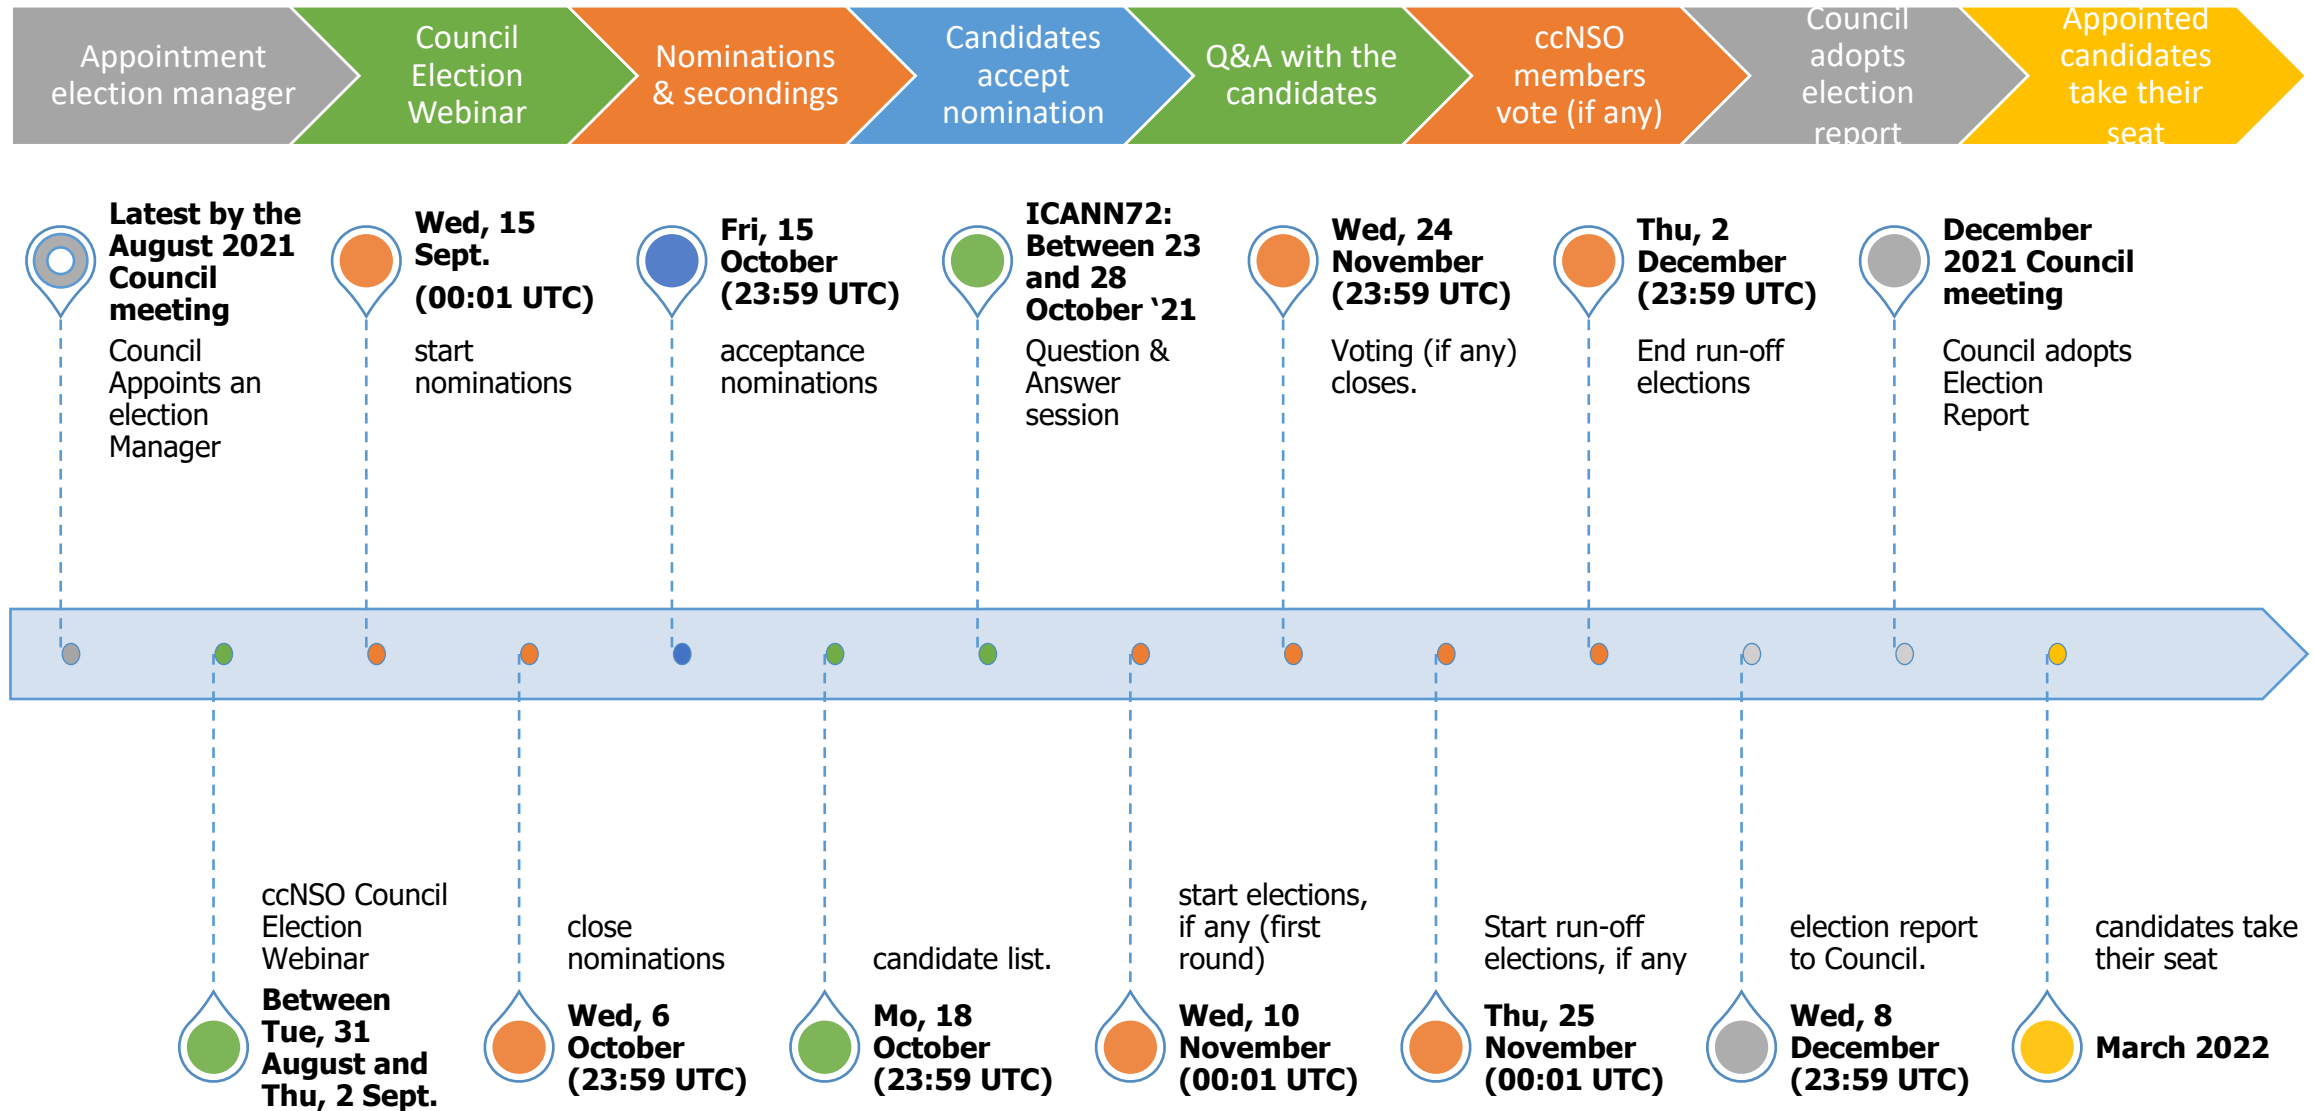 Appointment
election manager
Council
Election
Webinar
Nominations
& secondings
Candidates
accept
nomination
Q&A with the
candidates
ccNSO
members
vote (if any)
Council
adopts
election
report
Appointed
candidates
take their
seat
Latest by the
August 2021
Council
meeting
Council
Appoints an
election
Manager
Wed, 15
Sept.
(00:01 UTC)
start
nominations
Fri, 15
October
(23:59 UTC)
acceptance
nominations
ICANN72:
Between 23
and 28
October ‘21
Question &
Answer
session
Wed, 24
November
(23:59 UTC)
Voting (if any)
closes.
Thu, 2
December
(23:59 UTC)
End run-off
elections
December
2021 Council
meeting
Council adopts
Election
Report
ccNSO Council
Election
Webinar
Between
Tue, 31
August and
Thu, 2 Sept.
close
nominations
Wed, 6
October
(23:59 UTC)
candidate list.
Mo, 18
October
(23:59 UTC)
start elections,
if any (first
round)
Wed, 10
November
(00:01 UTC)
Start run-off
elections, if any
Thu, 25
November
(00:01 UTC)
election report
to Council.
Wed, 8
December
(23:59 UTC)
candidates take
their seat
March 2022